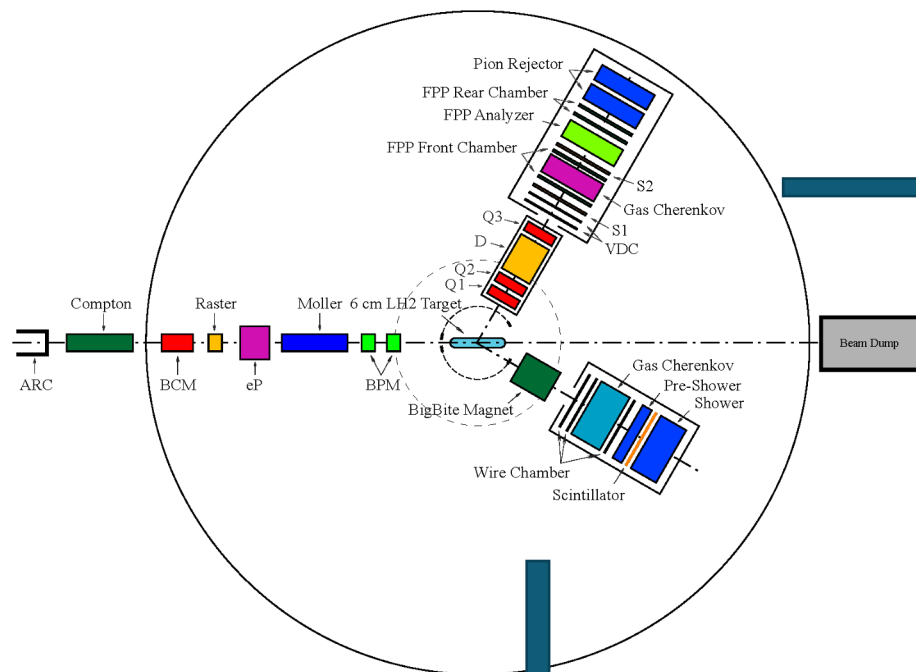 Pion Rejector
FPP Rear Chamber
FPP Analyzer
FPP Front Chamber
S2
Gas Cherenkov
S1
VDC
Q3
D
Q2
Q1
Compton
Raster
Moller
6 cm LH2 Target
ARC
BCM
eP
BPM
Beam Dump
BigBite Magnet
Gas Cherenkov
Pre-Shower
Shower
Wire Chamber
Scintillator